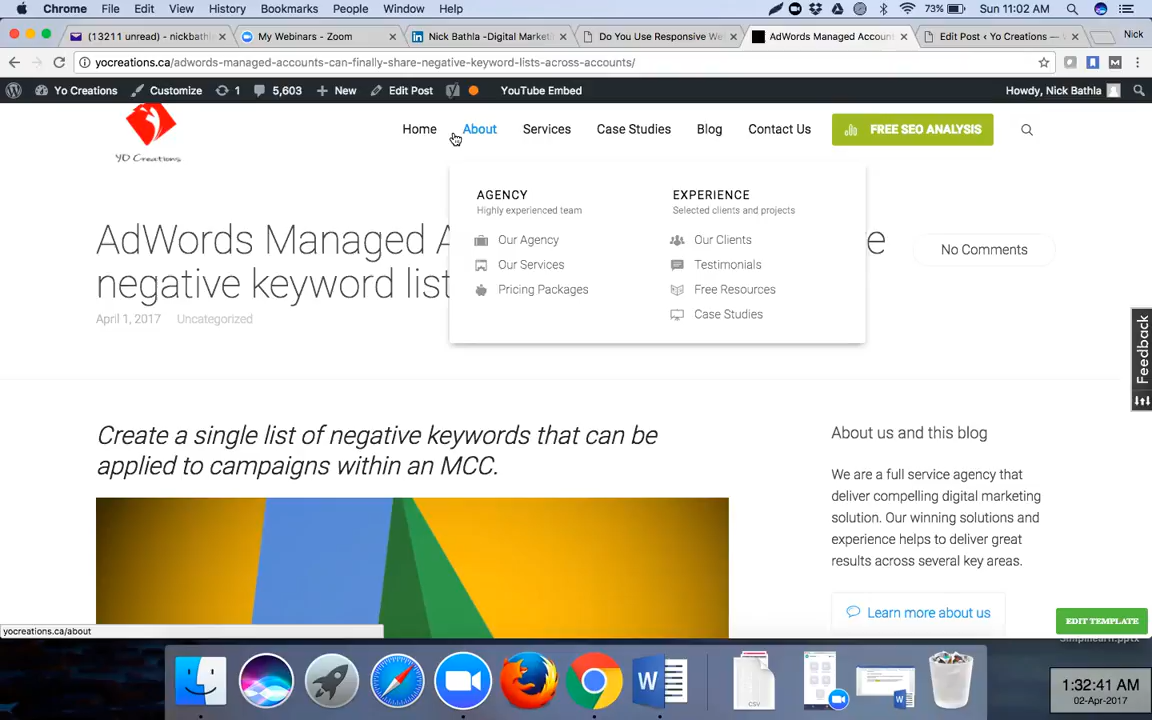 Chrome File Edit View History Bookmarks People Window Help
73% Sun 11:02 AM
(13211 unread) - nickbathl
My Webinars - Zoom
Nick Bathla -Digital Marketi
Do You Use Responsive We
AdWords Managed Account
Edit Post ‹ Yo Creations —
Nick
yocreations.ca/adwords-managed-accounts-can-finally-share-negative-keyword-lists-across-accounts/
Yo Creations Customize 1 5,603 New Edit Post YouTube Embed Howdy, Nick Bathla
YO Creations
Home About Services Case Studies Blog Contact Us FREE SEO ANALYSIS
AGENCY
Highly experienced team
Our Agency
Our Services
Pricing Packages
EXPERIENCE
Selected clients and projects
Our Clients
Testimonials
Free Resources
Case Studies
AdWords Managed A
negative keyword list
No Comments
April 1, 2017 Uncategorized
Feedback
Create a single list of negative keywords that can be
applied to campaigns within an MCC.
About us and this blog
We are a full service agency that
deliver compelling digital marketing
solution. Our winning solutions and
experience helps to deliver great
results across several key areas.
Learn more about us
EDIT TEMPLATE
yocreations.ca/about
CSV
1:32:41 AM
02-Apr-2017